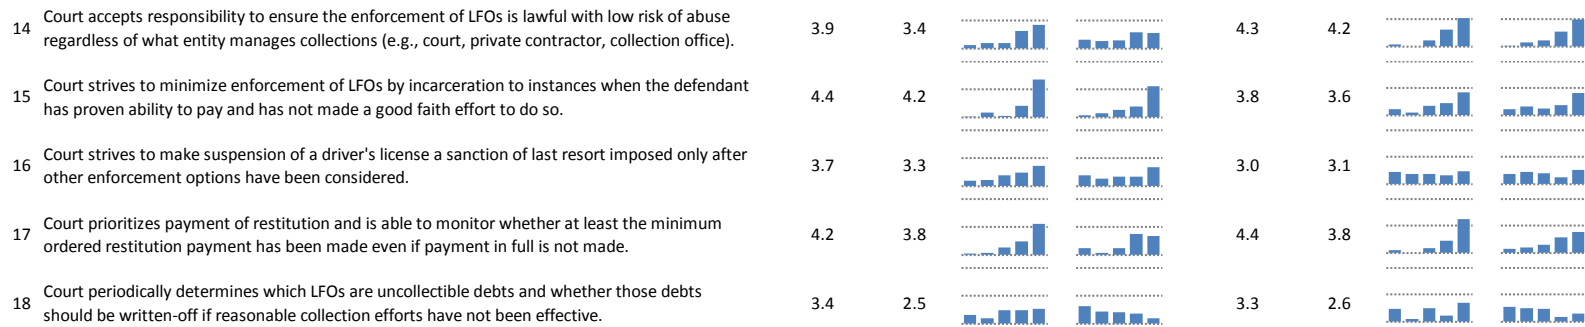 14 Court accepts responsibility to ensure the enforcement of LFOs is lawful with low risk of abuse
regardless of what entity manages collections (e.g., court, private contractor, collection office). 3.9 3.4 4.3 4.2
15 Court strives to minimize enforcement of LFOs by incarceration to instances when the defendant
has proven ability to pay and has not made a good faith effort to do so. 4.4 4.2 3.8 3.6
16 Court strives to make suspension of a driver's license a sanction of last resort imposed only after
other enforcement options have been considered. 3.7 3.3 3.0 3.1
17 Court prioritizes payment of restitution and is able to monitor whether at least the minimum
ordered restitution payment has been made even if payment in full is not made. 4.2 3.8 4.4 3.8
18 Court periodically determines which LFOs are uncollectible debts and whether those debts
should be written-off if reasonable collection efforts have not been effective. 3.4 2.5 3.3 2.6